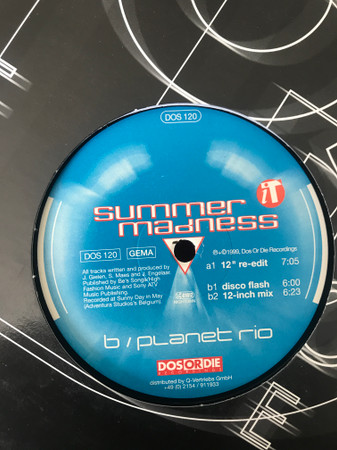 DOS 120
iT
summer
madness
DOS 120 GEMA
℗+©1999, Dos Or Die Recordings
a1 12" re-edit 7:05
b1 disco flash 6:00
b2 12-inch mix 6:23
All tracks written and produced by
J. Gielen, S. Maes and J. Engelsen
Published by Be's Songs/High
Fashion Music and Sony ATV
Music Publishing.
Recorded at Sunny Day in May
(Adventure Studios/Belgium)
b / planet rio
DOS OR DIE
RECORDINGS
distributed by Q-Vertriebs GmbH
+49 (0) 2154 / 911933